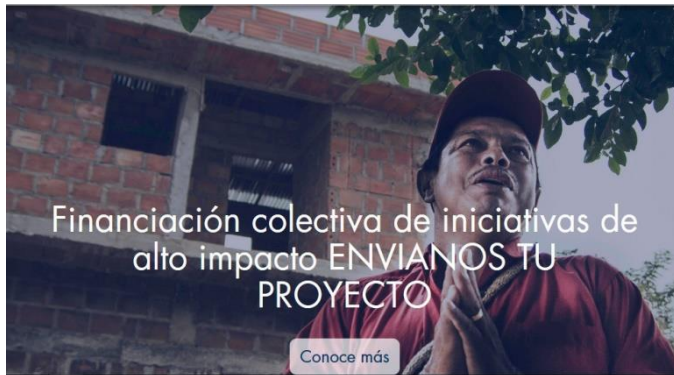 Financiación colectiva de iniciativas de
alto impacto ENVIANOS TU
PROYECTO
Conoce más